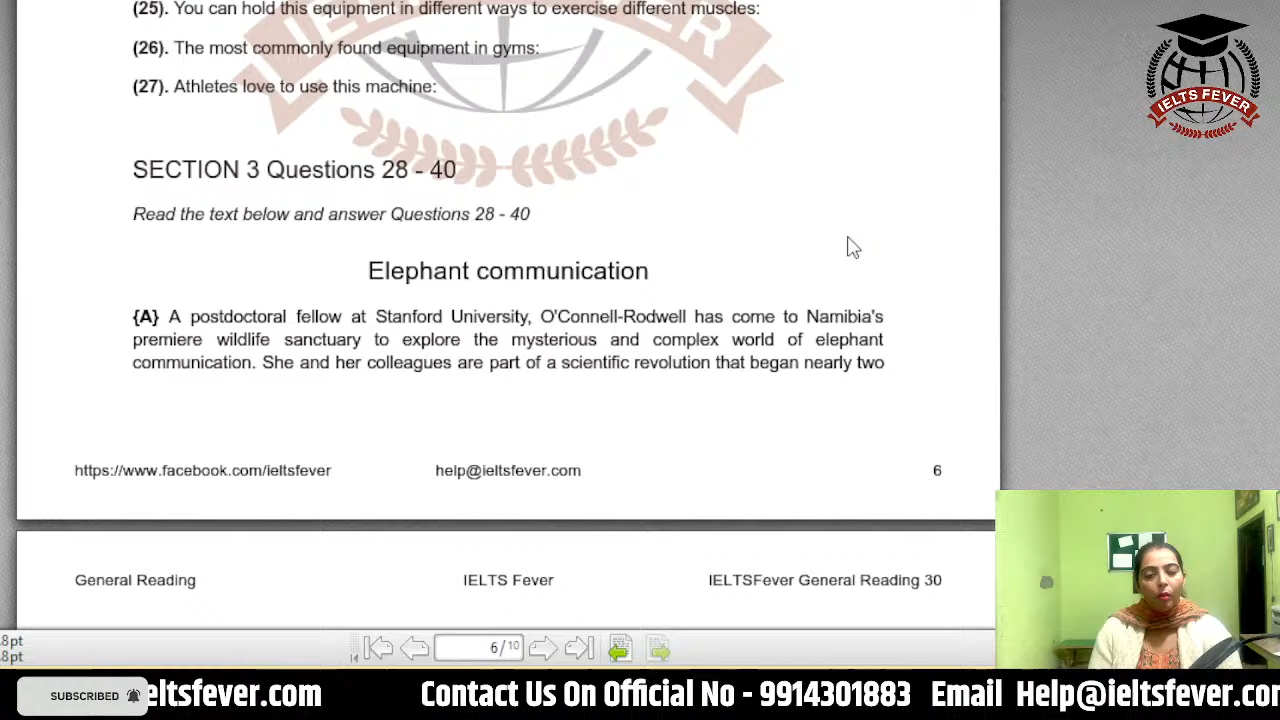 (25). You can hold this equipment in different ways to exercise different muscles:
(26). The most commonly found equipment in gyms:
(27). Athletes love to use this machine:
IELTS FEVER
SECTION 3 Questions 28 - 40
Read the text below and answer Questions 28 - 40
Elephant communication
{A} A postdoctoral fellow at Stanford University, O'Connell-Rodwell has come to Namibia's
premiere wildlife sanctuary to explore the mysterious and complex world of elephant
communication. She and her colleagues are part of a scientific revolution that began nearly two
https://www.facebook.com/ieltsfever help@ieltsfever.com 6
General Reading IELTS Fever IELTSFever General Reading 30
.8pt
.8pt
6 / 10
SUBSCRIBED
eltsfever.com Contact Us On Official No - 9914301883 Email Help@ieltsfever.com